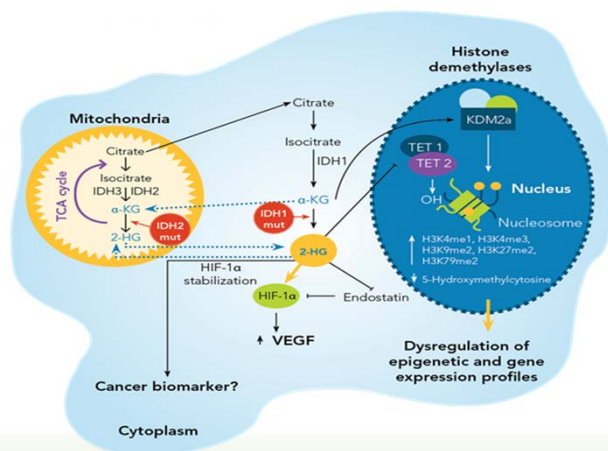 Histone
demethylases
Mitochondria
Citrate
Citrate
Isocitrate
IDH3 IDH2
TCA cycle
α-KG
2-HG
IDH2
mut
Isocitrate
IDH1
α-KG
IDH1
mut
2-HG
HIF-1α
stabilization
HIF-1α
Endostatin
VEGF
Cancer biomarker?
Cytoplasm
KDM2a
TET 1
TET 2
OH
Nucleus
Nucleosome
H3K4me1, H3K4me3,
H3K9me2, H3K27me2,
H3K79me2
5-Hydroxymethylcytosine
Dysregulation of
epigenetic and gene
expression profiles